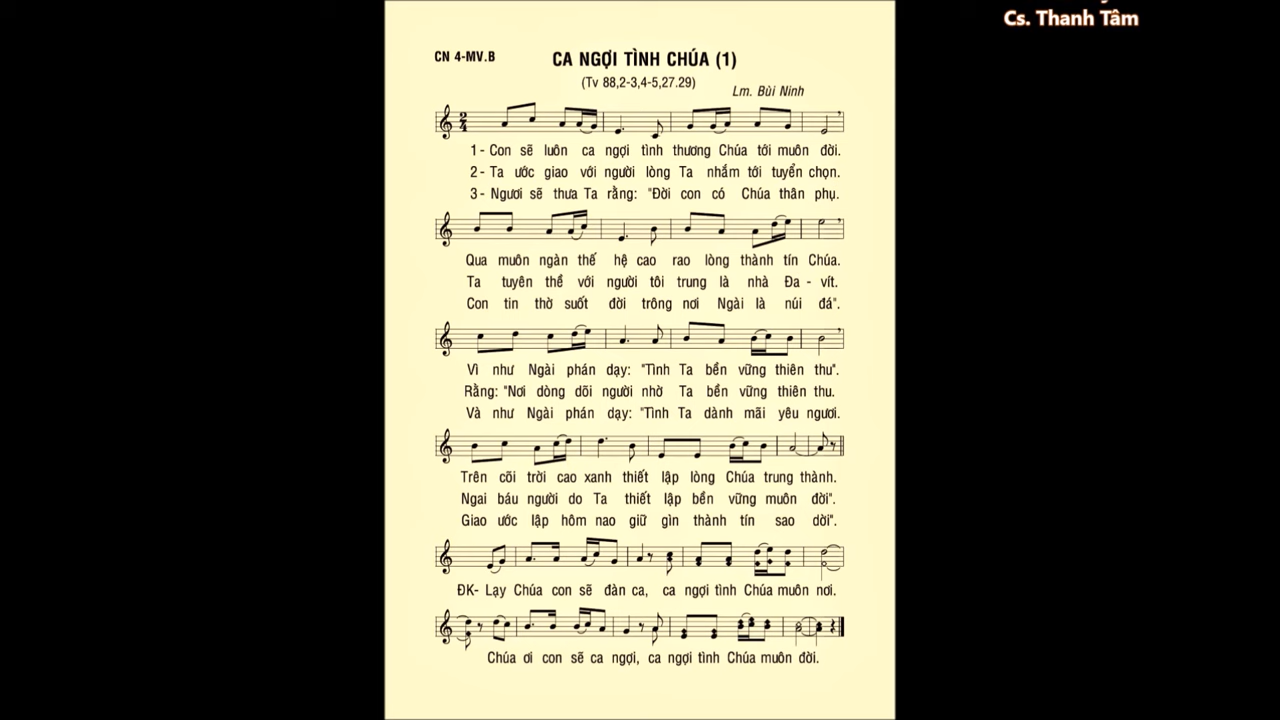 Cs. Thanh Tâm
CN 4-MV.B
CA NGỢI TÌNH CHÚA (1)
(Tv 88,2-3,4-5,27.29)
Lm. Bùi Ninh
2
4
1- Con sẽ luôn ca ngợi tình thương Chúa tới muôn đời.
2- Ta ước giao với người lòng Ta nhắm tới tuyển chọn.
3- Ngươi sẽ thưa Ta rằng: "Đời con có Chúa thân phụ.
Qua muôn ngàn thế hệ cao rao lòng thành tín Chúa.
Ta tuyên thề với người tôi trung là nhà Đa - vít.
Con tin thờ suốt đời trông nơi Ngài là núi đá".
Vì như Ngài phán dạy: "Tình Ta bền vững thiên thu".
Rằng: "Nơi dòng dõi người nhờ Ta bền vững thiên thu.
Và như Ngài phán dạy: "Tình Ta dành mãi yêu ngươi.
Trên cõi trời cao xanh thiết lập lòng Chúa trung thành.
Ngai báu người do Ta thiết lập bền vững muôn đời".
Giao ước lập hôm nao giữ gìn thành tín sao dời".
ĐK- Lạy Chúa con sẽ đàn ca, ca ngợi tình Chúa muôn nơi.
Chúa ơi con sẽ ca ngợi, ca ngợi tình Chúa muôn đời.